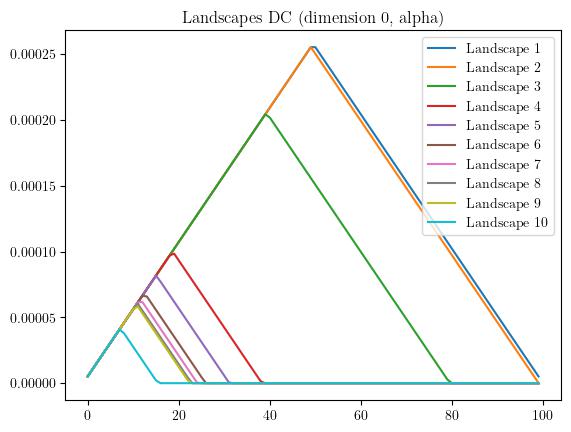 Landscapes DC (dimension 0, alpha)
0.00025
0.00020
0.00015
0.00010
0.00005
0.00000
0 20 40 60 80 100
Landscape 1
Landscape 2
Landscape 3
Landscape 4
Landscape 5
Landscape 6
Landscape 7
Landscape 8
Landscape 9
Landscape 10